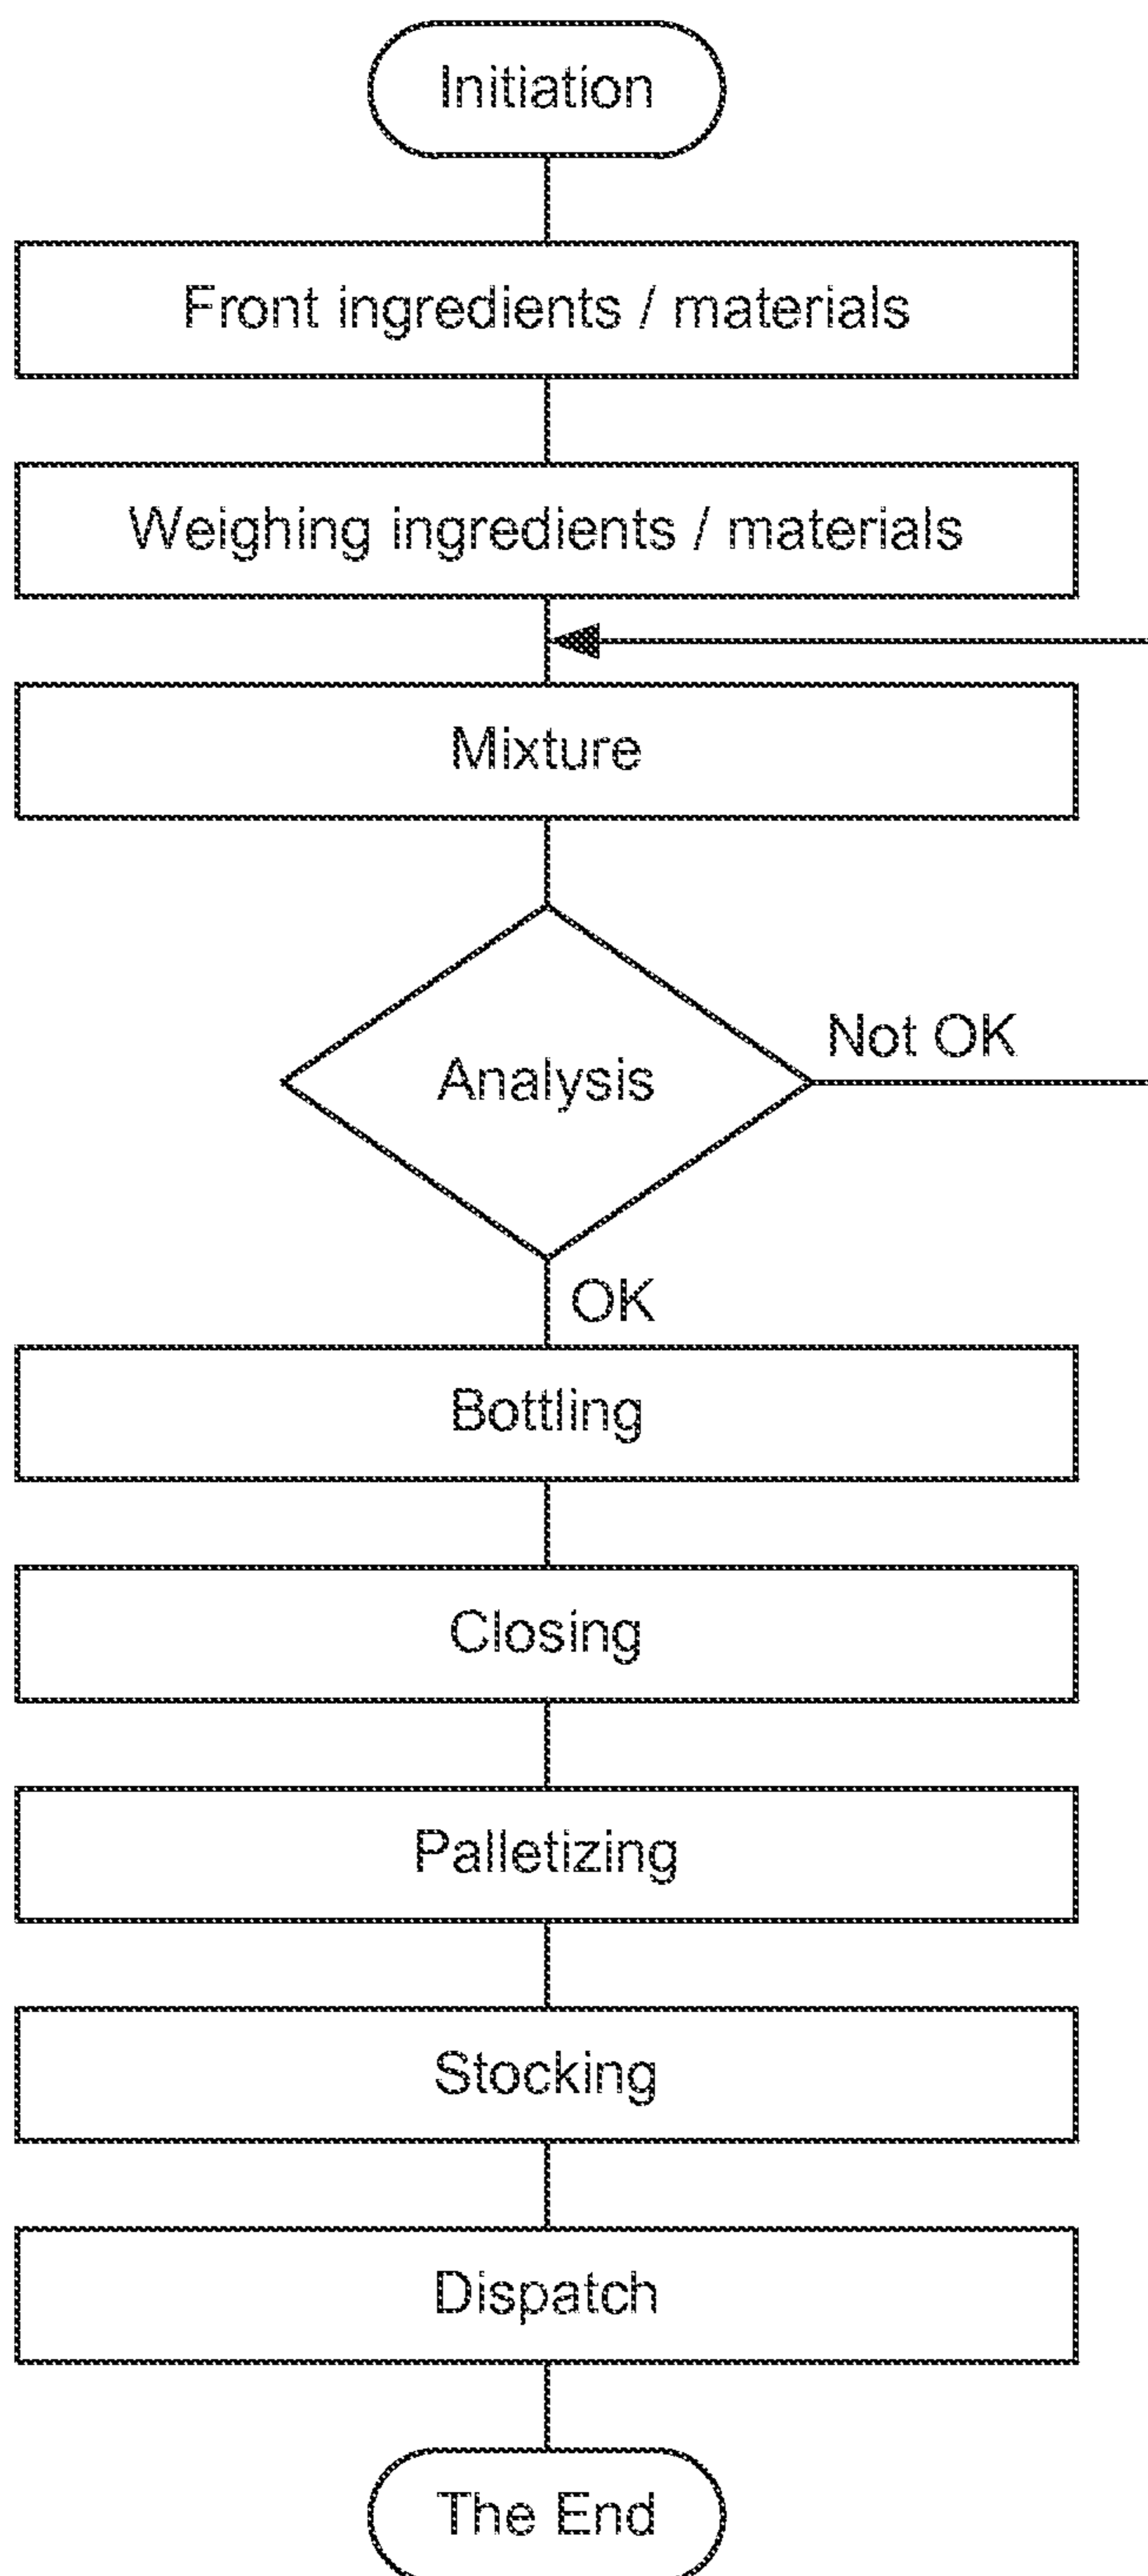 Initiation
Front ingredients / materials
Weighing ingredients / materials
Mixture
Analysis
Not OK
OK
Bottling
Closing
Palletizing
Stocking
Dispatch
The End